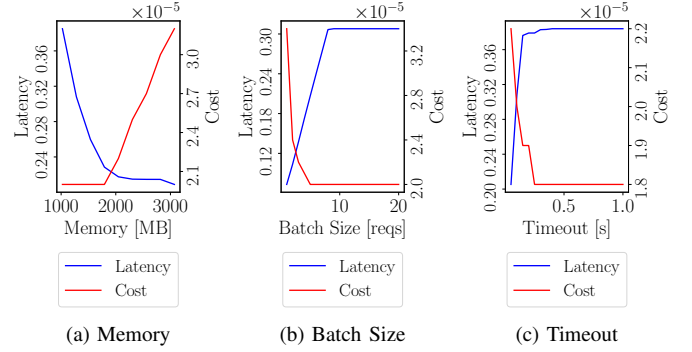 ×10⁻⁵ ×10⁻⁵ ×10⁻⁵
Latency 0.36 0.32 0.28 0.24 3.0 2.7 2.4 2.1 Cost
1000 2000 3000
Memory [MB]
Latency 0.30 0.24 0.18 0.12 3.2 2.8 2.4 2.0 Cost
10 20
Batch Size [reqs]
Latency 0.36 0.32 0.28 0.24 0.20 2.2 2.1 2.0 1.9 1.8 Cost
0.5 1.0
Timeout [s]
Latency
Cost
Latency
Cost
Latency
Cost
(a) Memory
(b) Batch Size
(c) Timeout